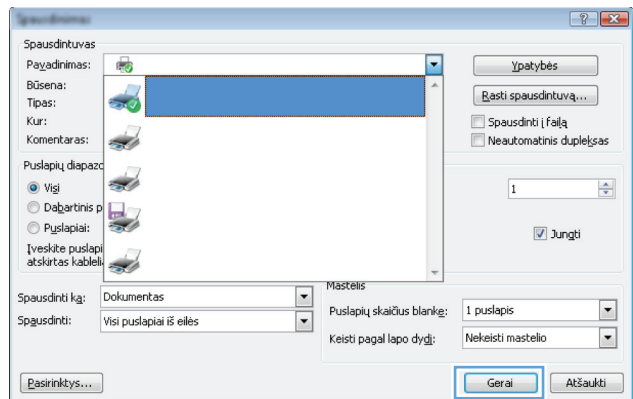 Spausdinimas
Spausdintuvas
Pavadinimas:
Ypatybės
Būsena:
Tipas:
Rasti spausdintuvą...
Kur:
Spausdinti į failą
Komentaras:
Neautomatinis dupleksas
Puslapių diapazo
Visi
1
Dabartinis p
Puslapiai:
Jungti
Įveskite puslapi
atskirtas kableli
Mastelis
Spausdinti ką: Dokumentas
Puslapių skaičius blanke: 1 puslapis
Spausdinti: Visi puslapiai iš eilės
Keisti pagal lapo dydį: Nekeisti mastelio
Pasirinktys...
Gerai
Atšaukti